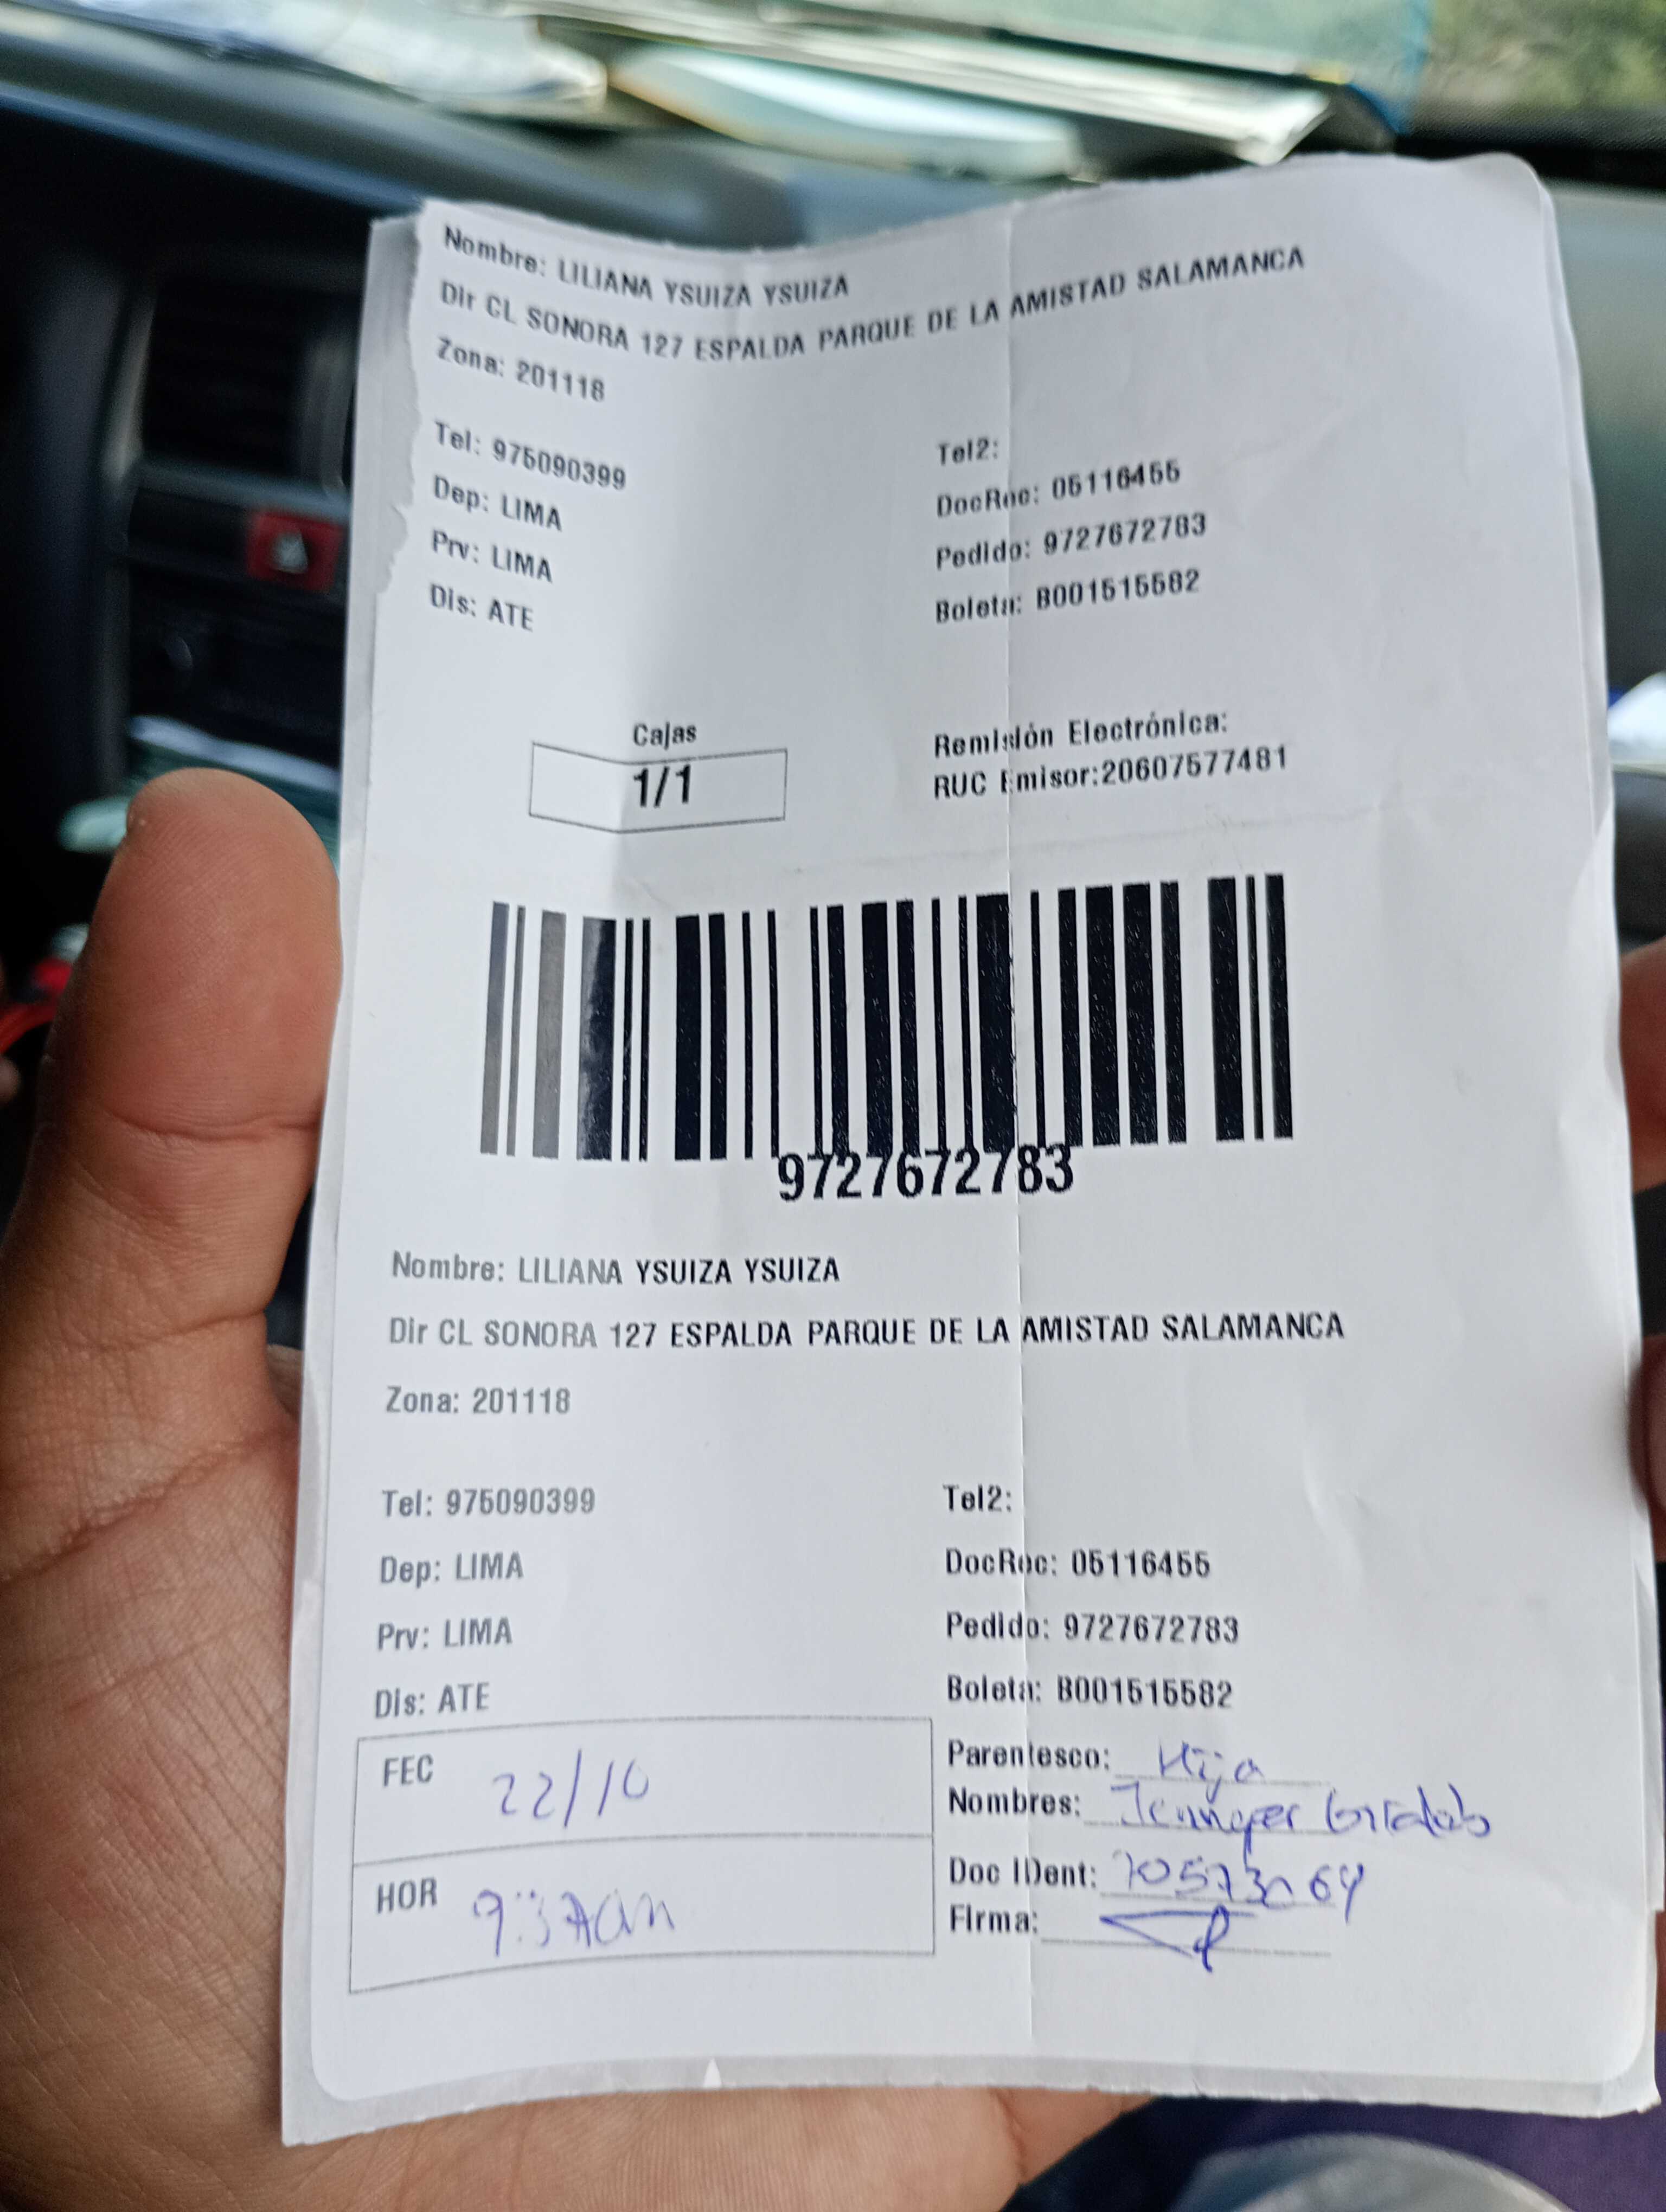 Nombre: LILIANA YSUIZA YSUIZA
Dir CL SONORA 127 ESPALDA PARQUE DE LA AMISTAD SALAMANCA
Zona: 201118
Tel: 975090399
Tel2:
Dep: LIMA
DocRec: 05116455
Prv: LIMA
Pedido: 9727672783
Dis: ATE
Boleta: B001515582
Cajas
1/1
Remisión Electrónica:
RUC Emisor:20607577481
9727672783
Nombre: LILIANA YSUIZA YSUIZA
Dir CL SONORA 127 ESPALDA PARQUE DE LA AMISTAD SALAMANCA
Zona: 201118
Tel: 975090399
Tel2:
Dep: LIMA
DocRec: 05116455
Prv: LIMA
Pedido: 9727672783
Dis: ATE
Boleta: B001515582
FEC 22/10
Parentesco: Hija
Nombres:
HOR 9:37am
Doc IDent:
Firma: